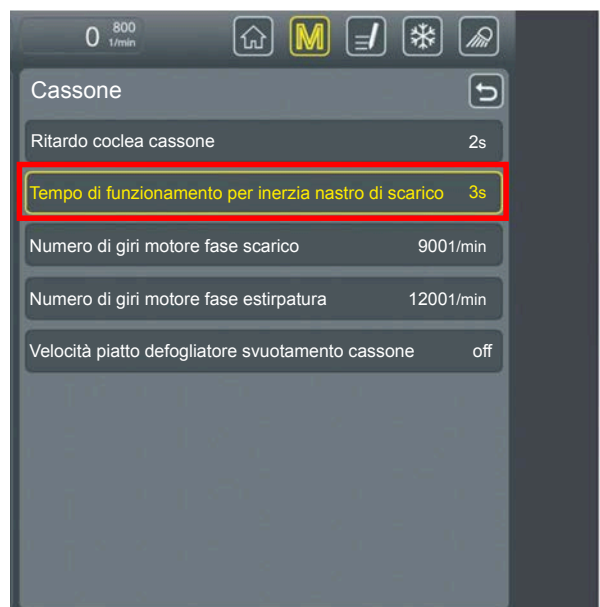 0 800 1/min
M
Cassone
Ritardo coclea cassone 2s
Tempo di funzionamento per inerzia nastro di scarico 3s
Numero di giri motore fase scarico 9001/min
Numero di giri motore fase estirpatura 12001/min
Velocità piatto defogliatore svuotamento cassone off